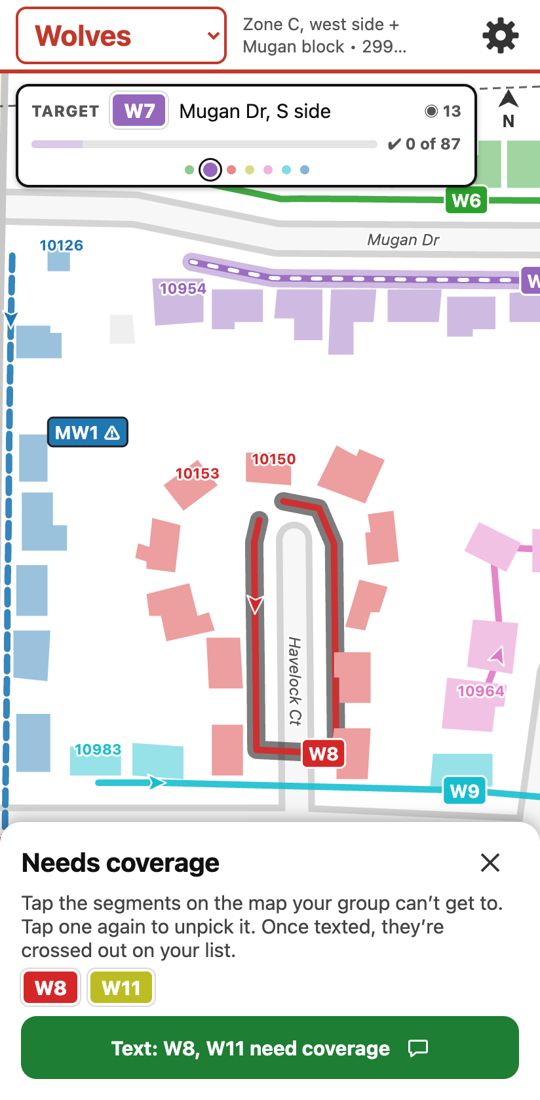 Wolves
Zone C, west side +
Mugan block • 299...
TARGET W7 Mugan Dr, S side 13
✔ 0 of 87
N
W6
Mugan Dr
10126
10954
W
MW1 ⚠
10150
10153
Havelock Ct
10964
10983
W8
W9
Needs coverage
Tap the segments on the map your group can’t get to.
Tap one again to unpick it. Once texted, they’re
crossed out on your list.
W8 W11
Text: W8, W11 need coverage